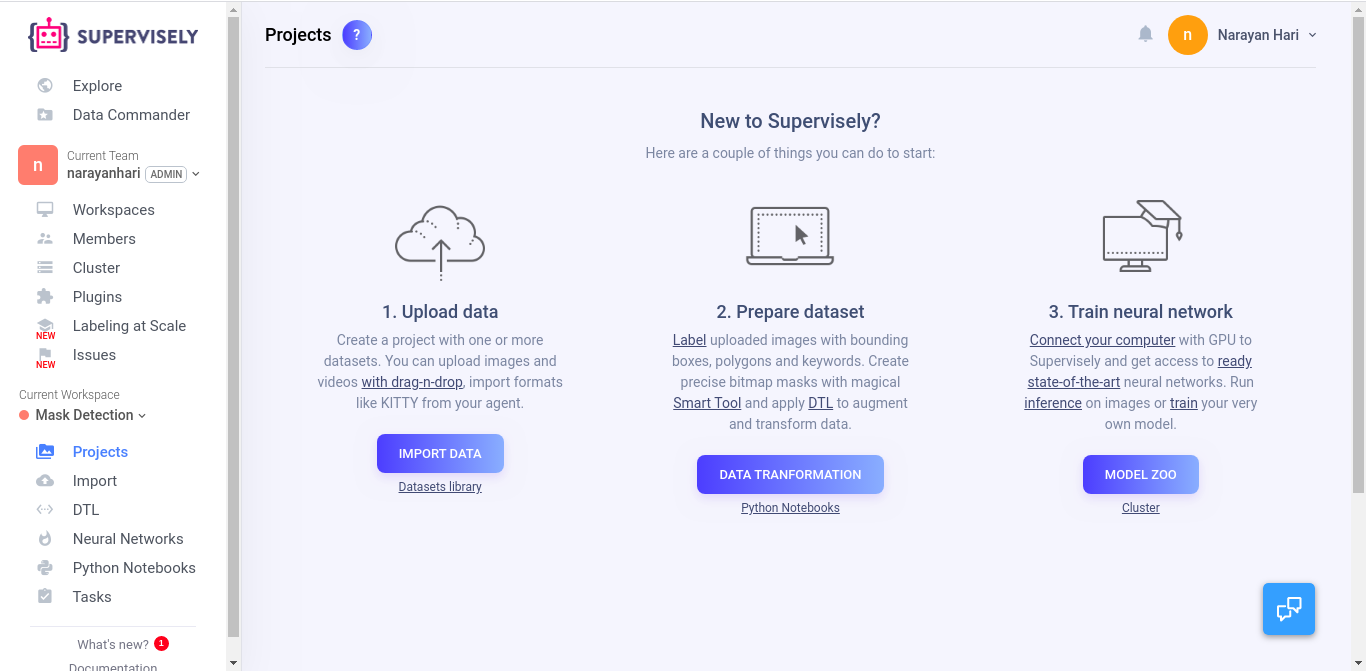 SUPERVISELY
Explore
Data Commander
n
Current Team
narayanhari ADMIN
Workspaces
Members
Cluster
Plugins
Labeling at Scale
NEW
Issues
NEW
Current Workspace
Mask Detection
Projects
Import
DTL
Neural Networks
Python Notebooks
Tasks
What's new? 1
Documentation
Projects ?
n Narayan Hari
New to Supervisely?
Here are a couple of things you can do to start:
1. Upload data
Create a project with one or more
datasets. You can upload images and
videos with drag-n-drop, import formats
like KITTY from your agent.
IMPORT DATA
Datasets library
2. Prepare dataset
Label uploaded images with bounding
boxes, polygons and keywords. Create
precise bitmap masks with magical
Smart Tool and apply DTL to augment
and transform data.
DATA TRANFORMATION
Python Notebooks
3. Train neural network
Connect your computer with GPU to
Supervisely and get access to ready
state-of-the-art neural networks. Run
inference on images or train your very
own model.
MODEL ZOO
Cluster